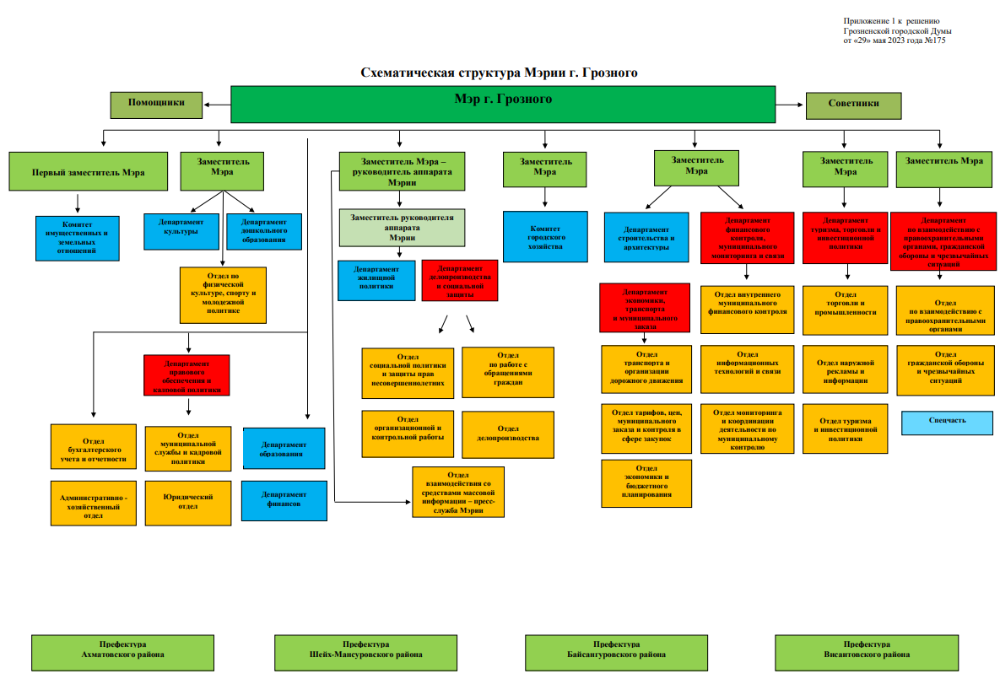 Приложение 1 к решению
Грозненской городской Думы
от «29» мая 2023 года №175
Схематическая структура Мэрии г. Грозного
Помощники
Мэр г. Грозного
Советники
Первый заместитель Мэра
Заместитель
Мэра
Заместитель Мэра –
руководитель аппарата
Мэрии
Заместитель
Мэра
Заместитель
Мэра
Заместитель
Мэра
Заместитель Мэра
Комитет
имущественных и
земельных
отношений
Департамент
культуры
Департамент
дошкольного
образования
Заместитель руководителя
аппарата
Мэрии
Комитет
городского
хозяйства
Департамент
строительства и
архитектуры
Департамент
финансового
контроля,
муниципального
мониторинга и связи
Департамент
туризма, торговли и
инвестиционной
политики
Департамент
по взаимодействию с
правоохранительными
органами, гражданской
обороны и чрезвычайных
ситуаций
Отдел по
физической
культуре, спорту и
молодежной
политике
Департамент
жилищной
политики
Департамент
делопроизводства
и социальной
защиты
Департамент
экономики,
транспорта
и муниципального
заказа
Отдел внутреннего
муниципального
финансового контроля
Отдел
торговли и
промышленности
Отдел
по взаимодействию с
правоохранительными
органами
Департамент
правового
обеспечения и
кадровой политики
Отдел
социальной политики
и защиты прав
несовершеннолетних
Отдел
по работе с
обращениями
граждан
Отдел
транспорта и
организации
дорожного движения
Отдел
информационных
технологий и связи
Отдел наружной
рекламы и
информации
Отдел
гражданской обороны
и чрезвычайных
ситуаций
Отдел
организационной и
контрольной работы
Отдел
делопроизводства
Отдел тарифов, цен,
муниципального
заказа и контроля в
сфере закупок
Отдел мониторинга
и координации
деятельности по
муниципальному
контролю
Отдел туризма
и инвестиционной
политики
Спецчасть
Отдел
бухгалтерского
учета и отчетности
Отдел
муниципальной
службы и кадровой
политики
Департамент
образования
Отдел
взаимодействия со
средствами массовой
информации – пресс-
служба Мэрии
Отдел
экономики и
бюджетного
планирования
Административно -
хозяйственный
отдел
Юридический
отдел
Департамент
финансов
Префектура
Ахматовского района
Префектура
Шейх-Мансуровского района
Префектура
Байсангуровского района
Префектура
Висаитовского района